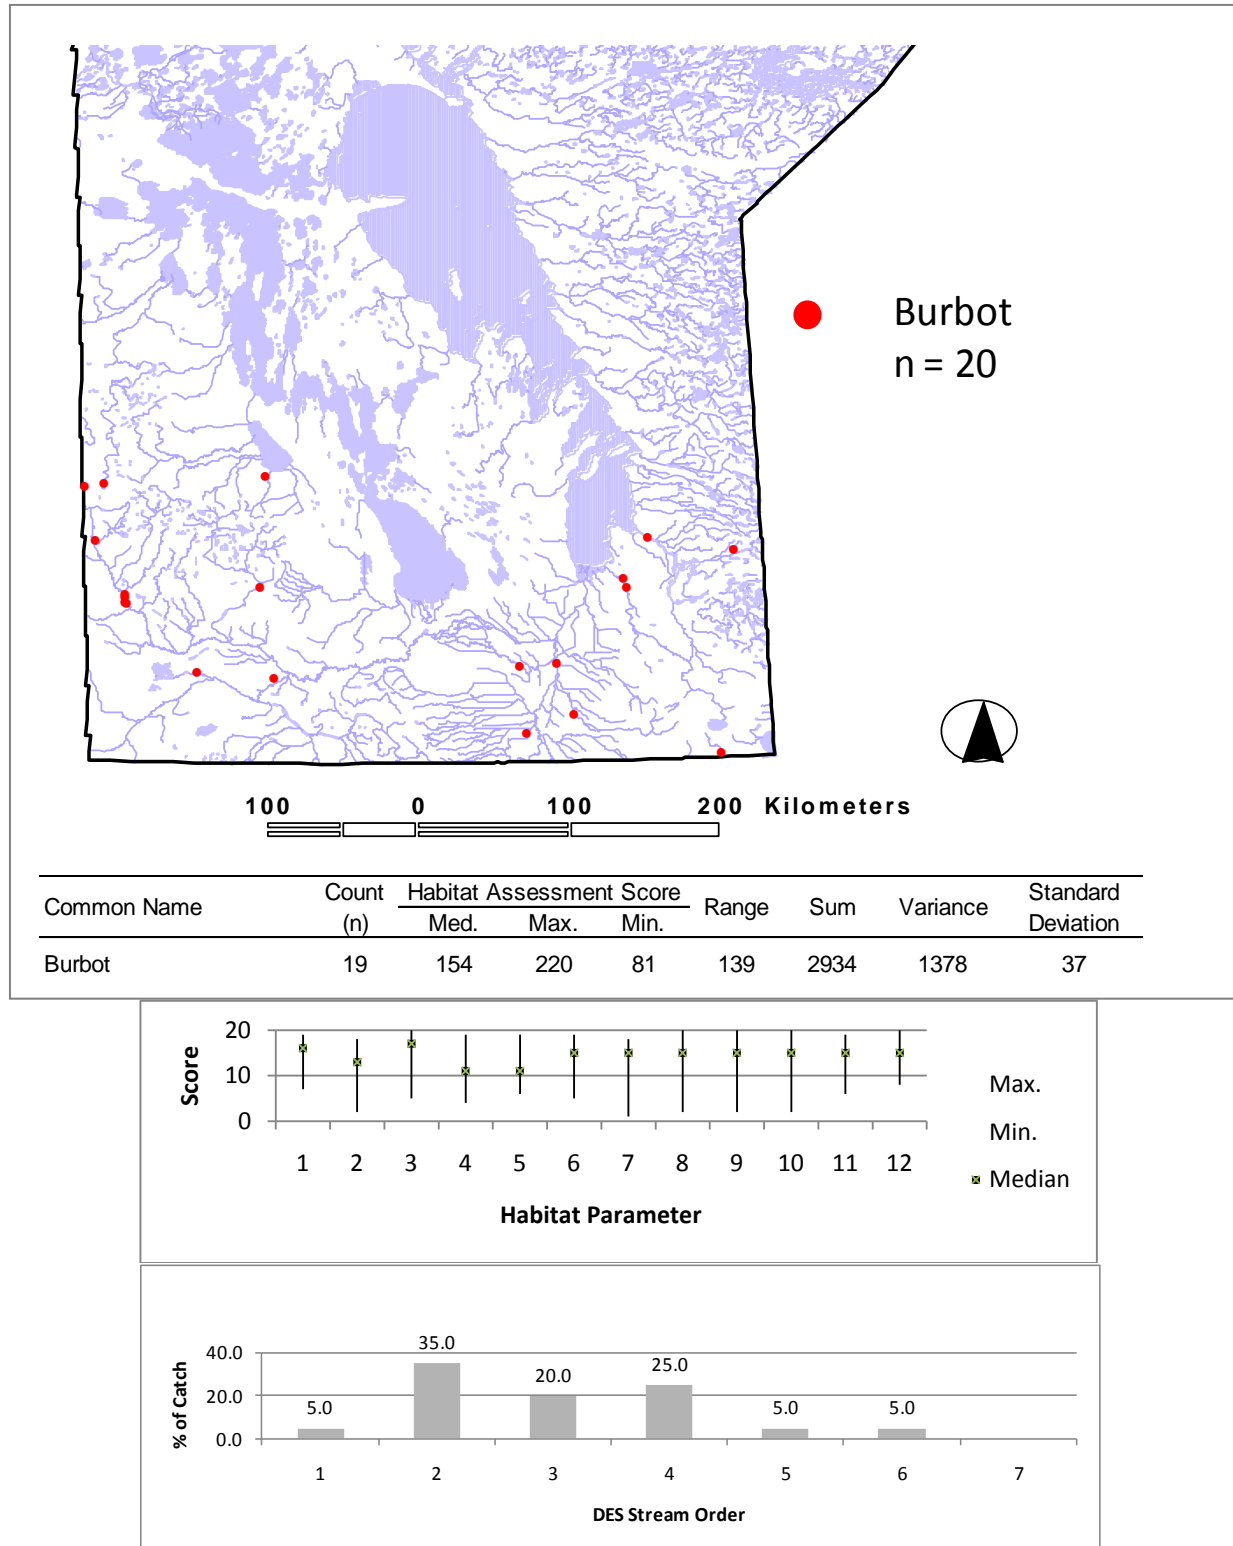 Burbot
n = 20
100 0 100 200 Kilometers
Common Name Count (n) Habitat Assessment Score Med. Max. Min. Range Sum Variance Standard Deviation
Burbot 19 154 220 81 139 2934 1378 37
Score
20
10
0
1 2 3 4 5 6 7 8 9 10 11 12
Habitat Parameter
Max.
Min.
Median
% of Catch
40.0
20.0
0.0
5.0 35.0 20.0 25.0 5.0 5.0
1 2 3 4 5 6 7
DES Stream Order